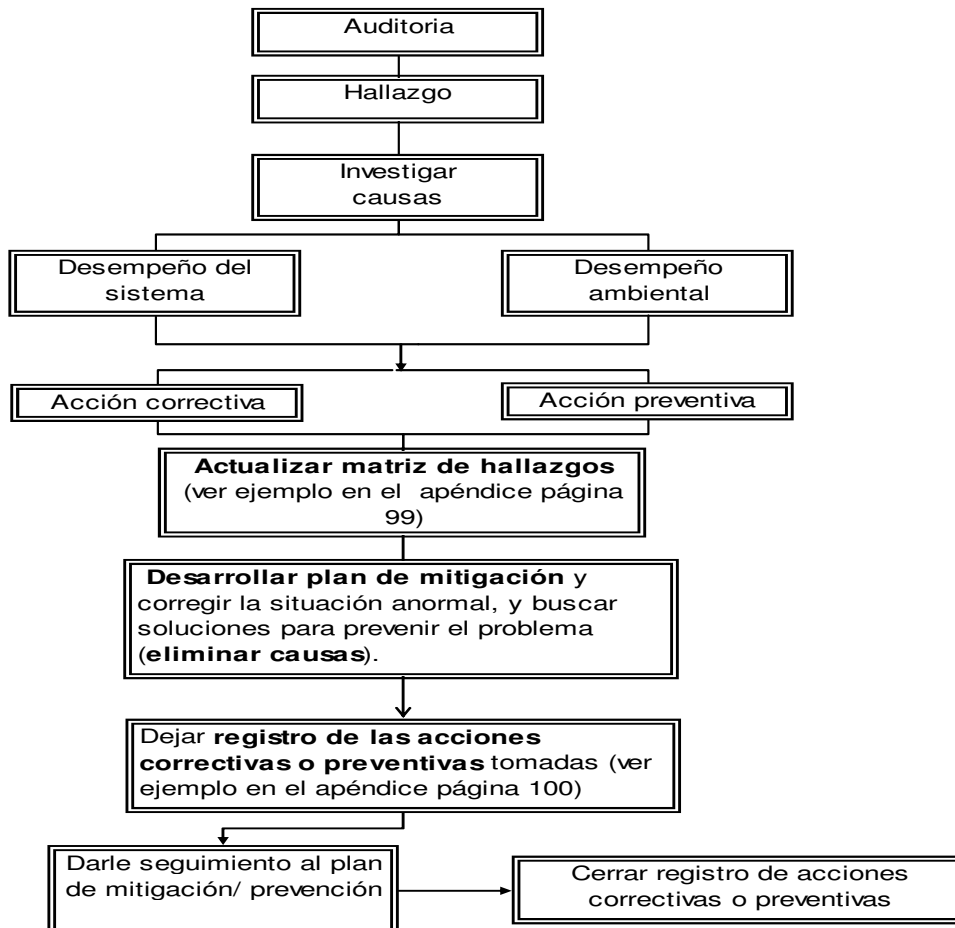 Auditoria
Hallazgo
Investigar
causas
Desempeño del
sistema
Desempeño
ambiental
Acción correctiva
Acción preventiva
Actualizar matriz de hallazgos
(ver ejemplo en el apéndice página
99)
Desarrollar plan de mitigación y
corregir la situación anormal, y buscar
soluciones para prevenir el problema
(eliminar causas).
Dejar registro de las acciones
correctivas o preventivas tomadas (ver
ejemplo en el apéndice página 100)
Darle seguimiento al plan
de mitigación/ prevención
Cerrar registro de acciones
correctivas o preventivas